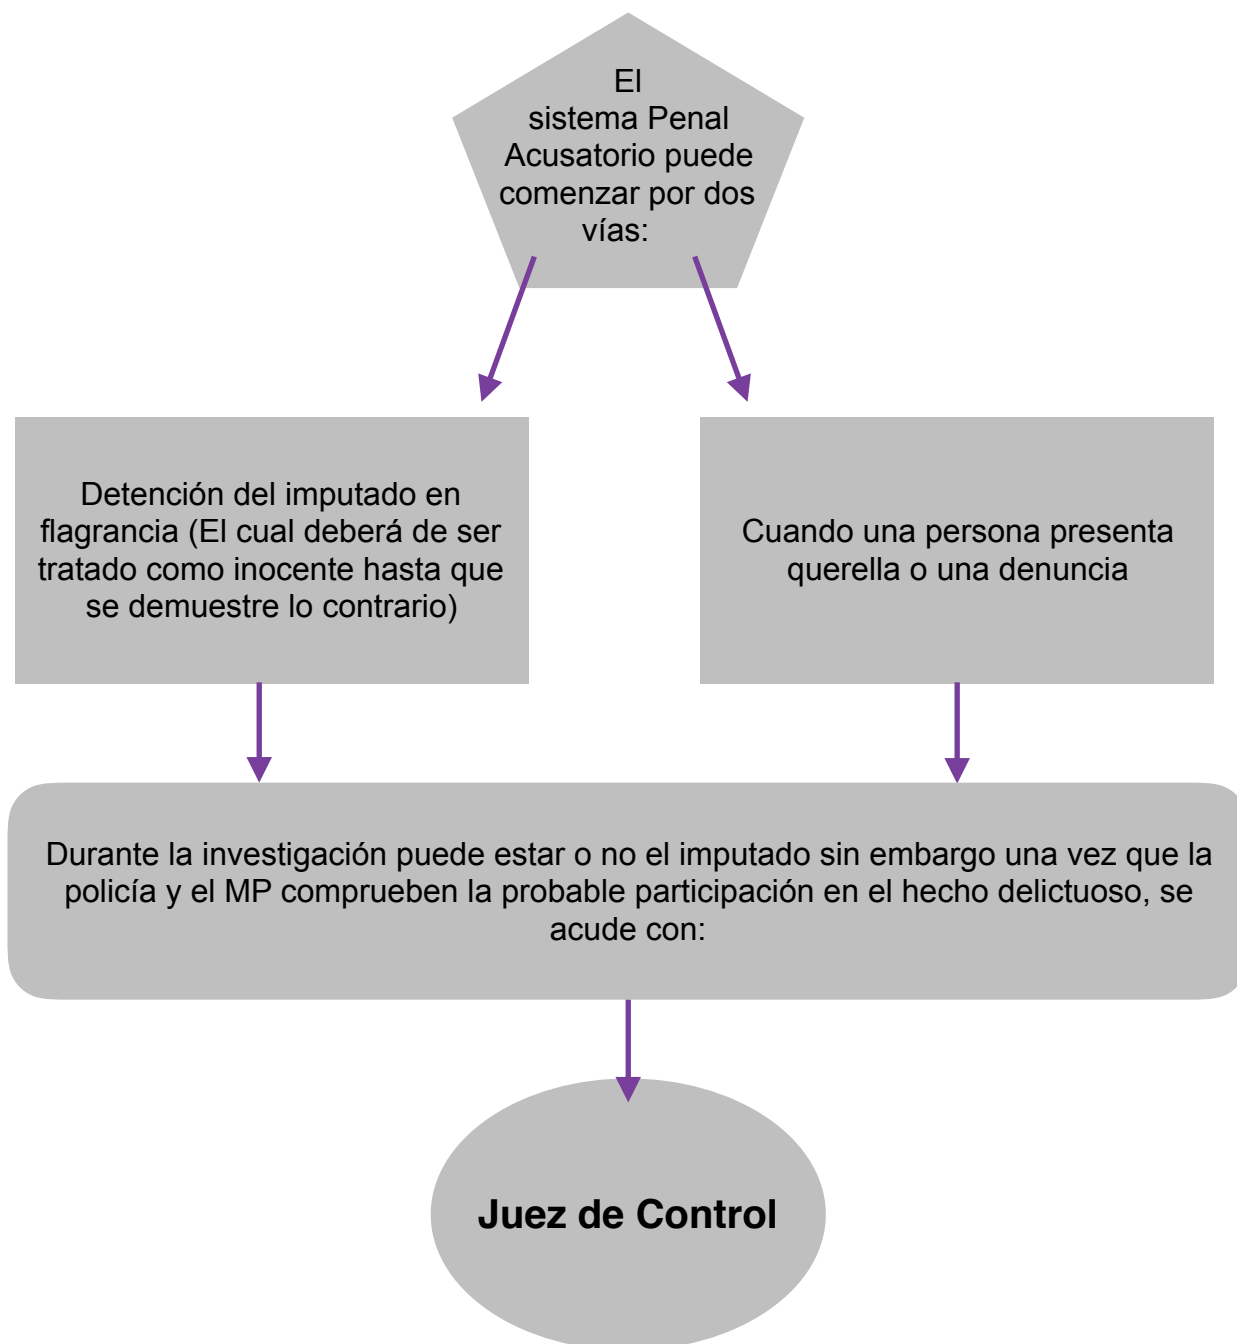 El
sistema Penal
Acusatorio puede
comenzar por dos
vías:
Detención del imputado en
flagrancia (El cual deberá de ser
tratado como inocente hasta que
se demuestre lo contrario)
Cuando una persona presenta
querella o una denuncia
Durante la investigación puede estar o no el imputado sin embargo una vez que la
policía y el MP comprueben la probable participación en el hecho delictuoso, se
acude con:
Juez de Control